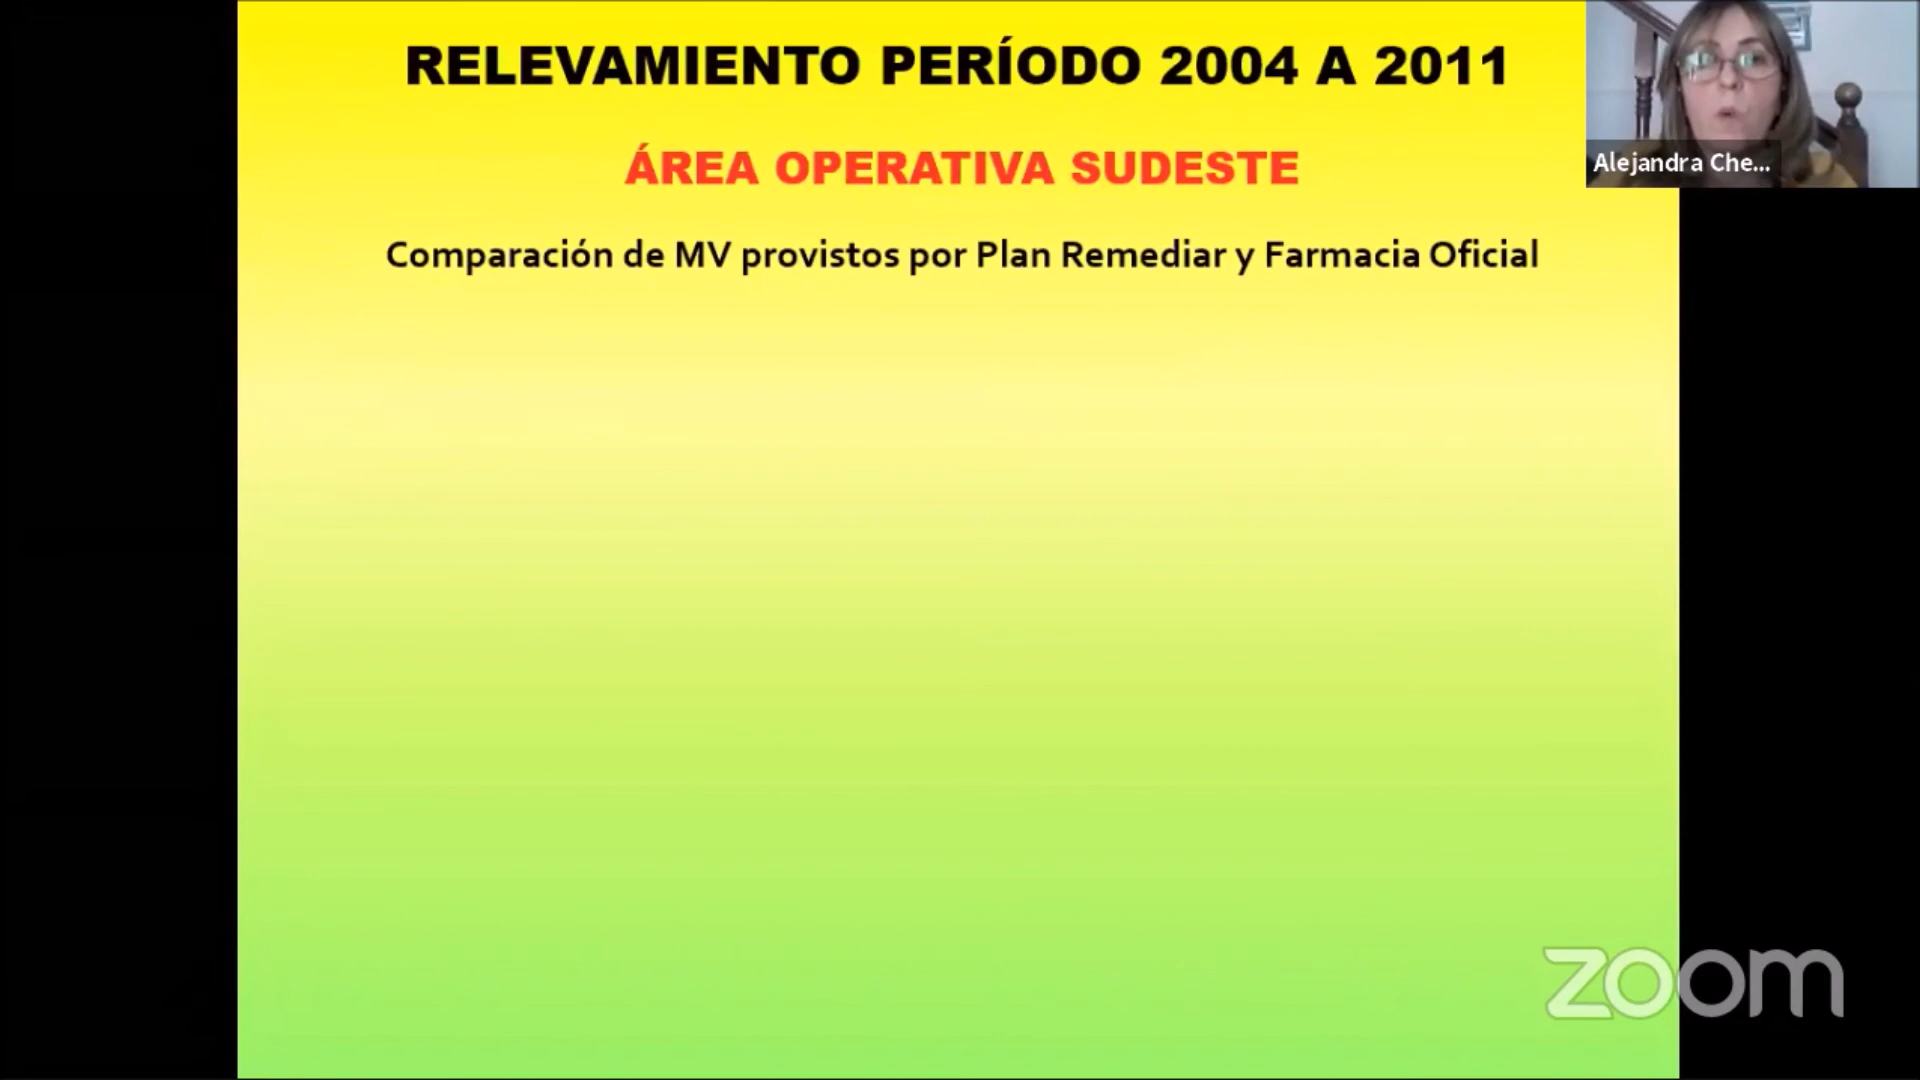 RELEVAMIENTO PERÍODO 2004 A 2011
ÁREA OPERATIVA SUDESTE
Comparación de MV provistos por Plan Remediar y Farmacia Oficial
Alejandra Che...
zoom